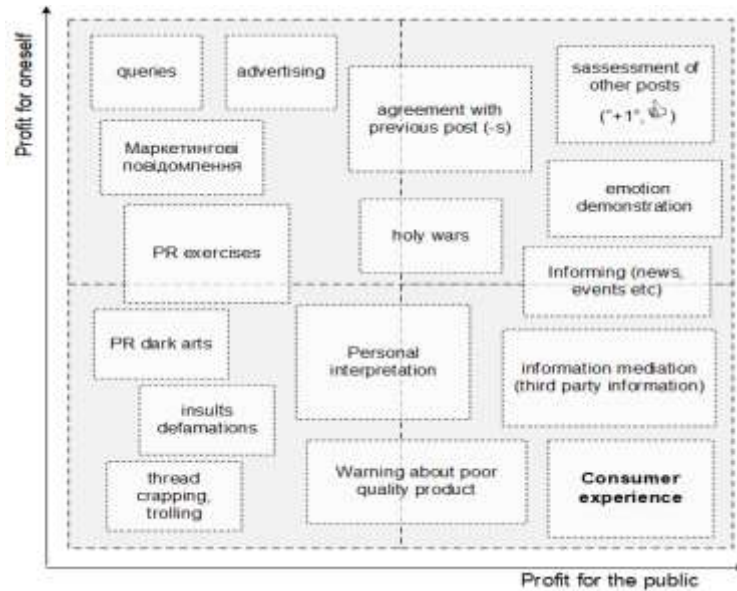 Profit for oneself
queries
advertising
sassessment of
other posts
("+1", 👍)
agreement with
previous post (-s)
Маркетингові
повідомпення
emotion
demonstration
PR exercises
holy wars
Informing (news,
events etc)
PR dark arts
Personal
interpretation
information mediation
(third party information)
insults
defamations
Warning about poor
quality product
Consumer
experience
thread
crapping,
trolling
Profit for the public